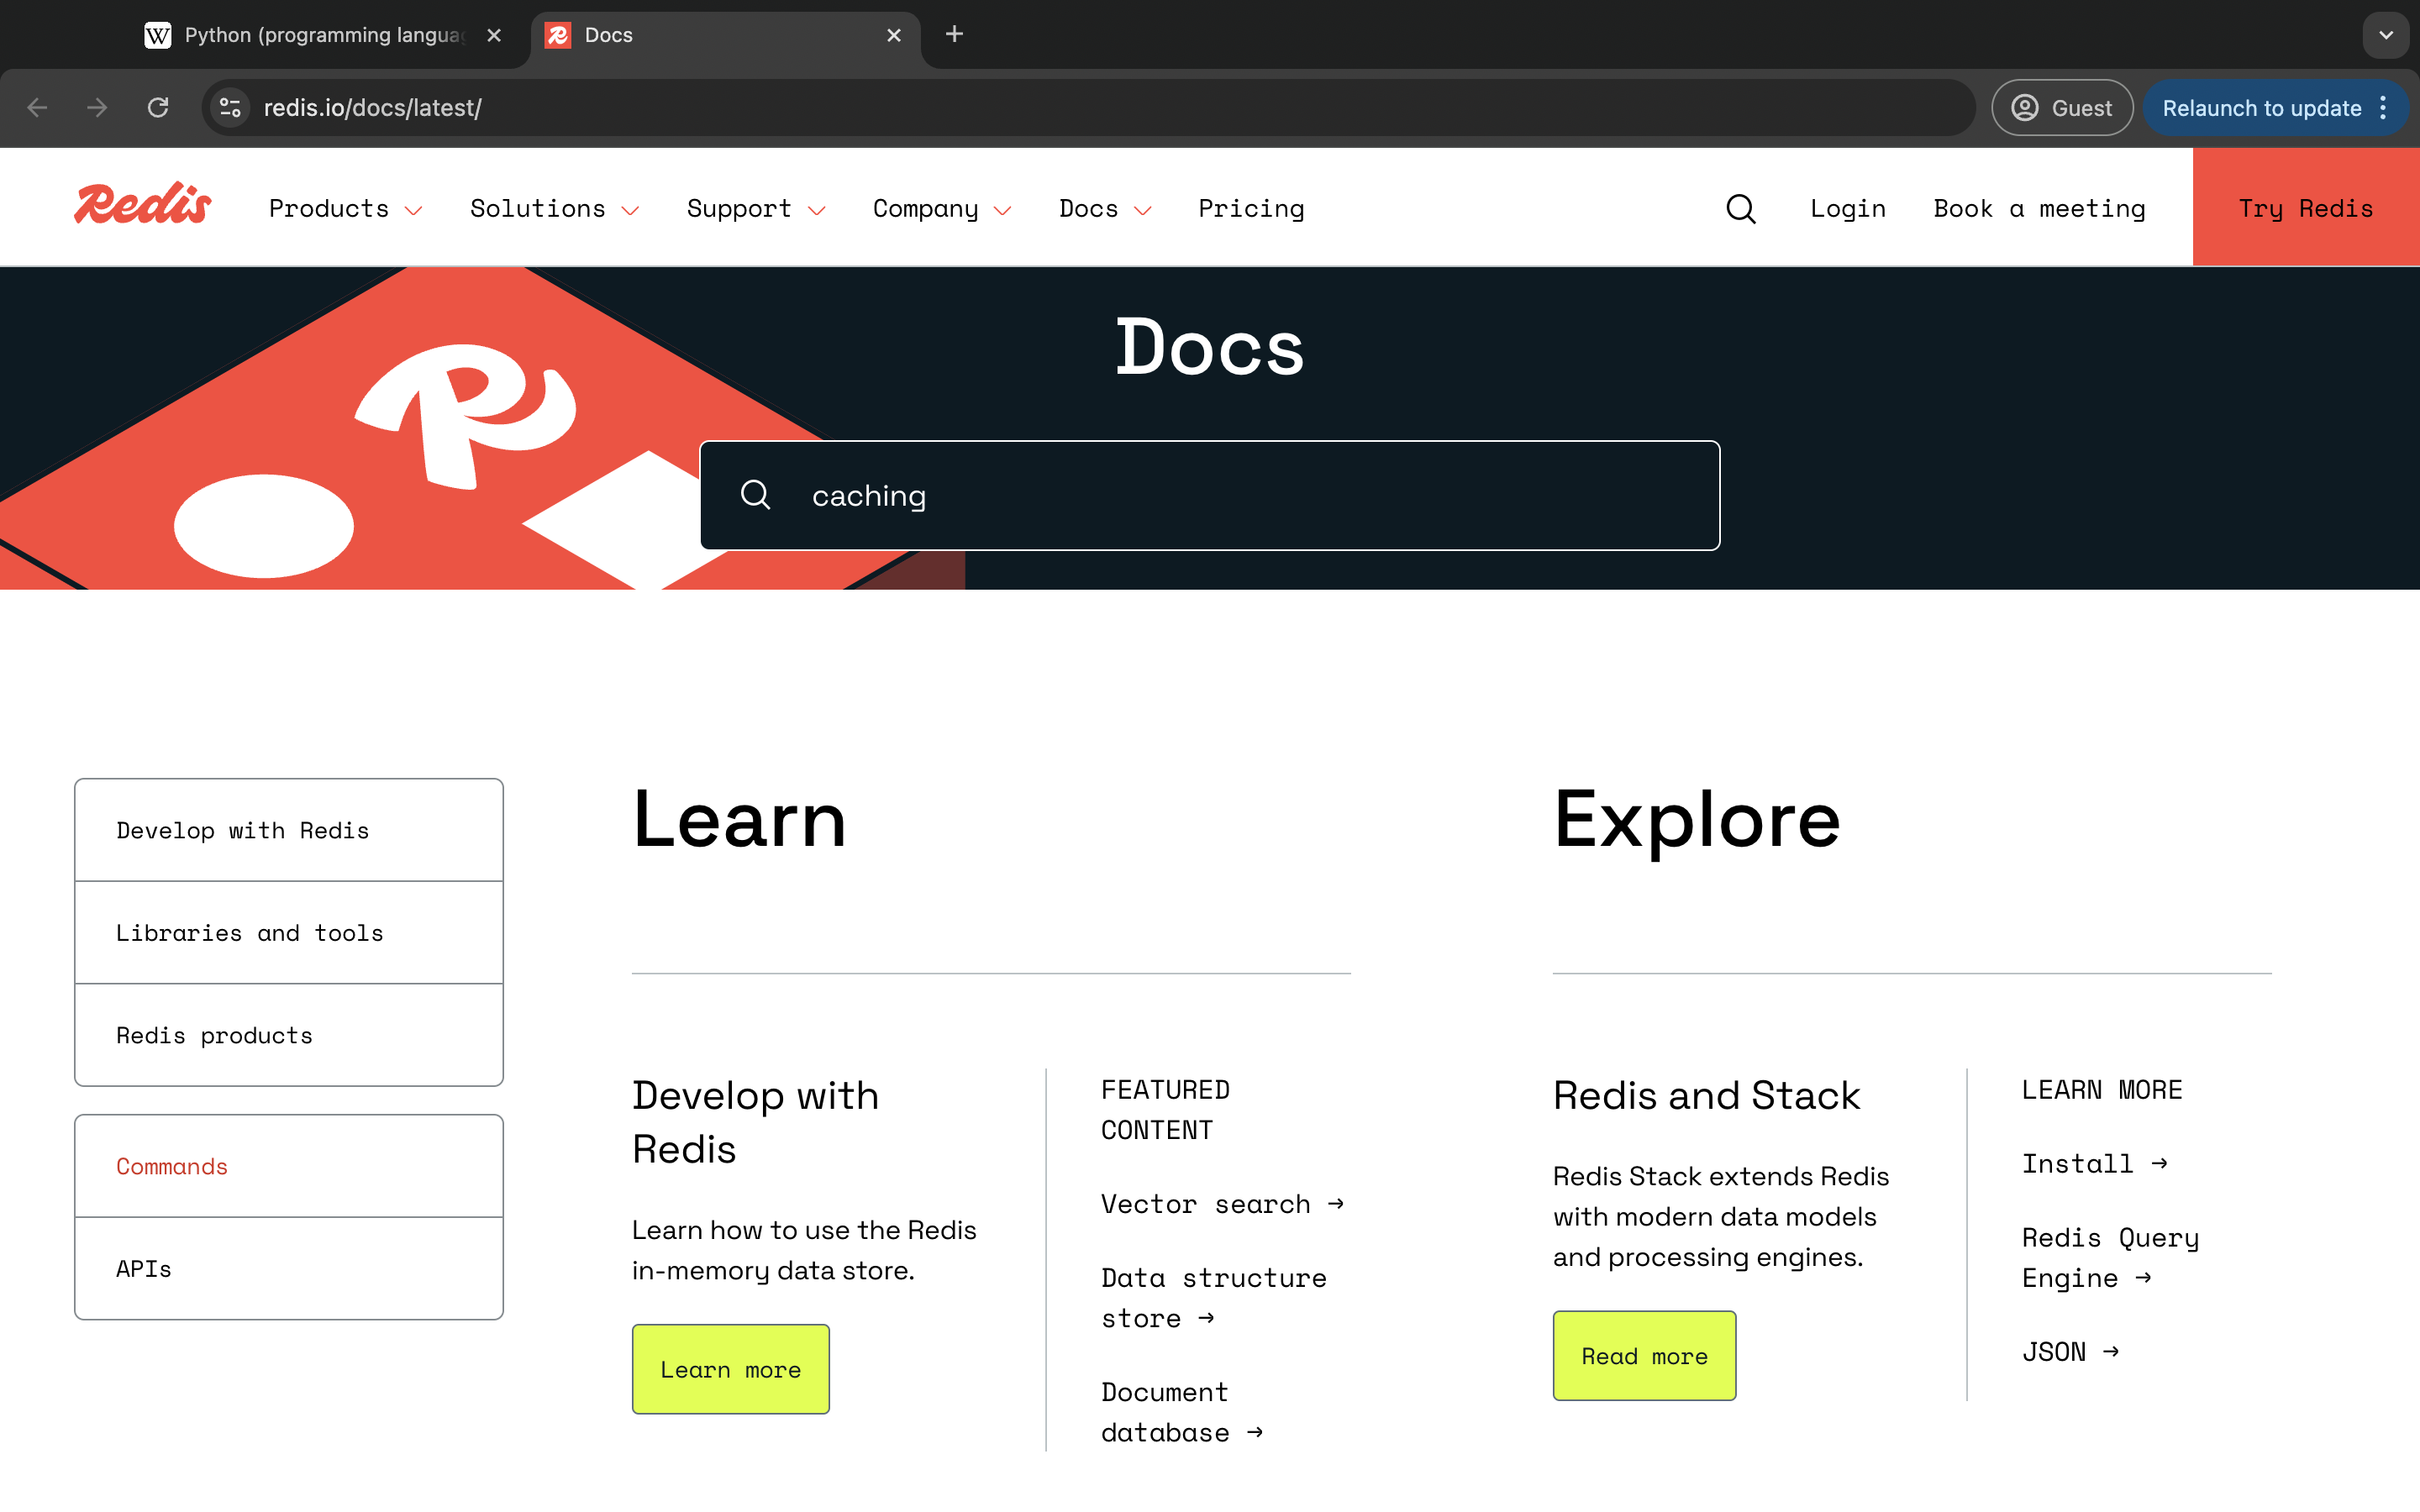 Python (programming languag
Docs
redis.io/docs/latest/
Guest
Relaunch to update
Redis
Products
Solutions
Support
Company
Docs
Pricing
Login
Book a meeting
Try Redis
Docs
caching
Develop with Redis
Libraries and tools
Redis products
Commands
APIs
Learn
Develop with
Redis
Learn how to use the Redis
in-memory data store.
Learn more
FEATURED
CONTENT
Vector search →
Data structure
store →
Document
database →
Explore
Redis and Stack
Redis Stack extends Redis
with modern data models
and processing engines.
Read more
LEARN MORE
Install →
Redis Query
Engine →
JSON →